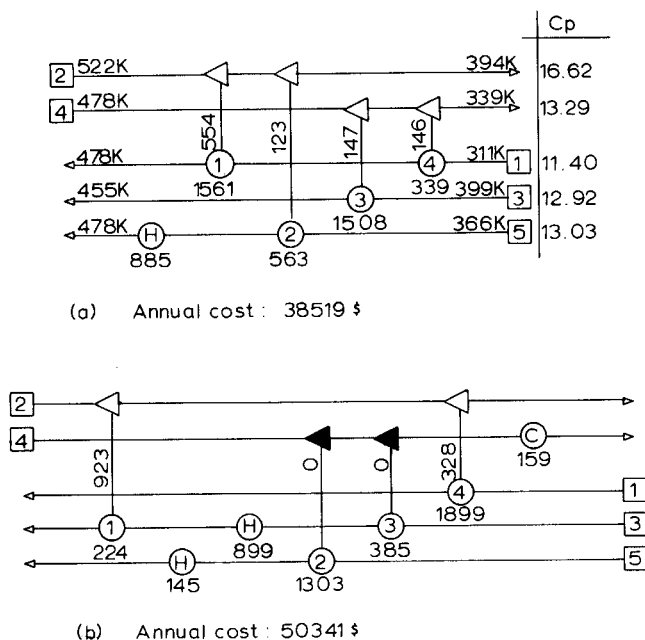 Cp
2 522K 394K 16.62
4 478K 339K 13.29
554 123 147 146
478K 1 4 311K 1 11.40
1561 339
455K 3 399K 3 12.92
1508
478K H 2 366K 5 13.03
885 563
(a) Annual cost : 38519 $
2
4 C
159
923 0 0 328
4 1
1899
1 H 3 3
224 899 385
H 2 5
145 1303
(b) Annual cost : 50341 $